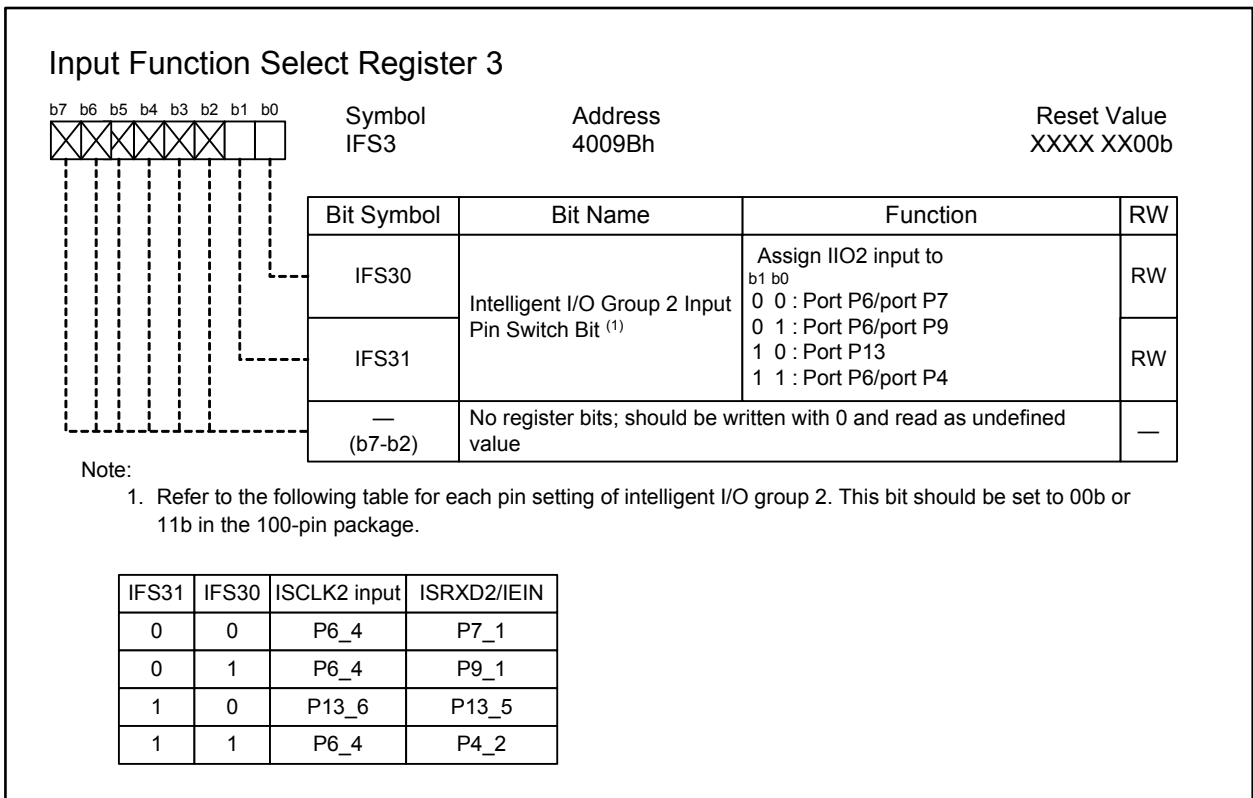 Input Function Select Register 3
b7 b6 b5 b4 b3 b2 b1 b0
Symbol Address Reset Value
IFS3 4009Bh XXXX XX00b
Bit Symbol Bit Name Function RW
IFS30
Intelligent I/O Group 2 Input
Pin Switch Bit (1)
Assign IIO2 input to
b1 b0
0 0 : Port P6/port P7
0 1 : Port P6/port P9
1 0 : Port P13
1 1 : Port P6/port P4
RW
IFS31
RW
—
(b7-b2)
No register bits; should be written with 0 and read as undefined
value
—
Note:
1. Refer to the following table for each pin setting of intelligent I/O group 2. This bit should be set to 00b or
11b in the 100-pin package.
IFS31 IFS30 ISCLK2 input ISRXD2/IEIN
0 0 P6_4 P7_1
0 1 P6_4 P9_1
1 0 P13_6 P13_5
1 1 P6_4 P4_2